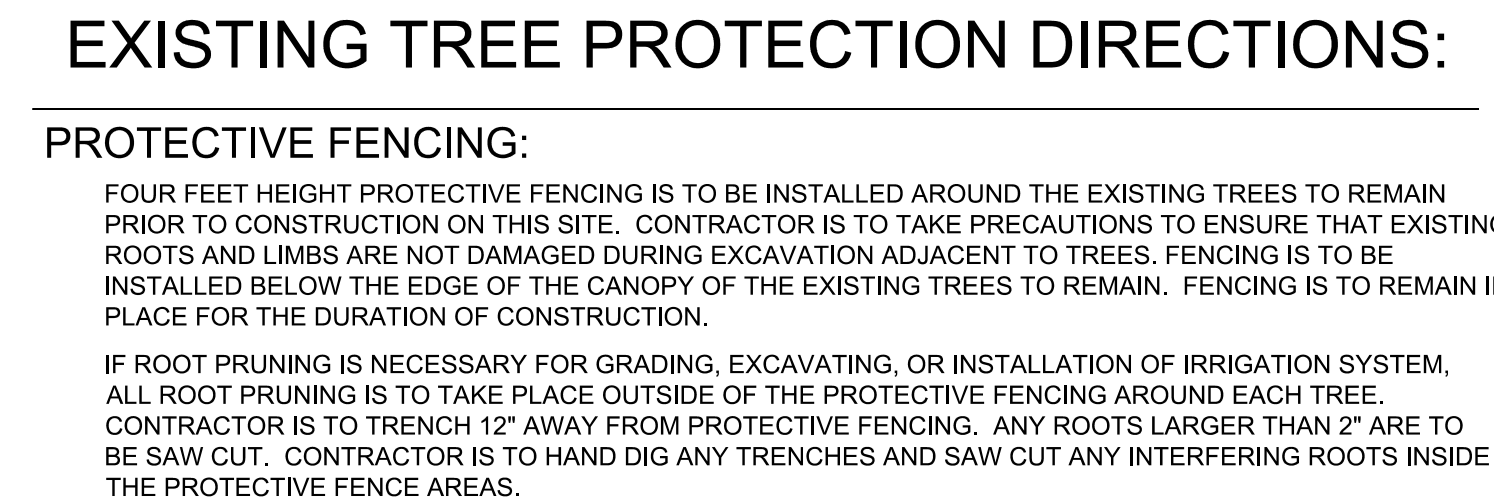 EXISTING TREE PROTECTION DIRECTIONS:
PROTECTIVE FENCING:
FOUR FEET HEIGHT PROTECTIVE FENCING IS TO BE INSTALLED AROUND THE EXISTING TREES TO REMAIN
PRIOR TO CONSTRUCTION ON THIS SITE.  CONTRACTOR IS TO TAKE PRECAUTIONS TO ENSURE THAT EXISTING
ROOTS AND LIMBS ARE NOT DAMAGED DURING EXCAVATION ADJACENT TO TREES. FENCING IS TO BE
INSTALLED BELOW THE EDGE OF THE CANOPY OF THE EXISTING TREES TO REMAIN.  FENCING IS TO REMAIN IN
PLACE FOR THE DURATION OF CONSTRUCTION.
IF ROOT PRUNING IS NECESSARY FOR GRADING, EXCAVATING, OR INSTALLATION OF IRRIGATION SYSTEM,
ALL ROOT PRUNING IS TO TAKE PLACE OUTSIDE OF THE PROTECTIVE FENCING AROUND EACH TREE.
CONTRACTOR IS TO TRENCH 12" AWAY FROM PROTECTIVE FENCING.  ANY ROOTS LARGER THAN 2" ARE TO
BE SAW CUT.  CONTRACTOR IS TO HAND DIG ANY TRENCHES AND SAW CUT ANY INTERFERING ROOTS INSIDE
THE PROTECTIVE FENCE AREAS.